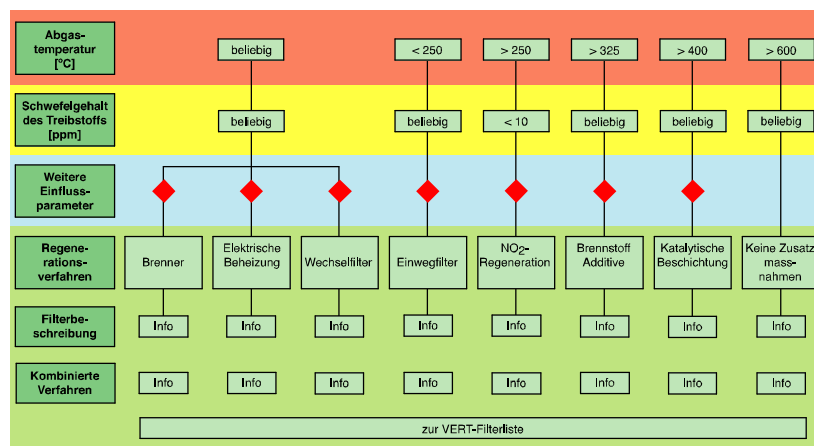 Abgas-
temperatur
[°C]
beliebig
< 250
> 250
> 325
> 400
> 600
Schwefelgehalt
des Treibstoffs
[ppm]
beliebig
beliebig
< 10
beliebig
beliebig
beliebig
Weitere
Einfluss-
parameter
Regene-
rations-
verfahren
Brenner
Elektrische
Beheizung
Wechselfilter
Einwegfilter
NO2-
Regeneration
Brennstoff
Additive
Katalytische
Beschichtung
Keine Zusatz
mass-
nahmen
Filterbe-
schreibung
Info
Info
Info
Info
Info
Info
Info
Info
Kombinierte
Verfahren
Info
Info
Info
Info
Info
Info
Info
Info
zur VERT-Filterliste